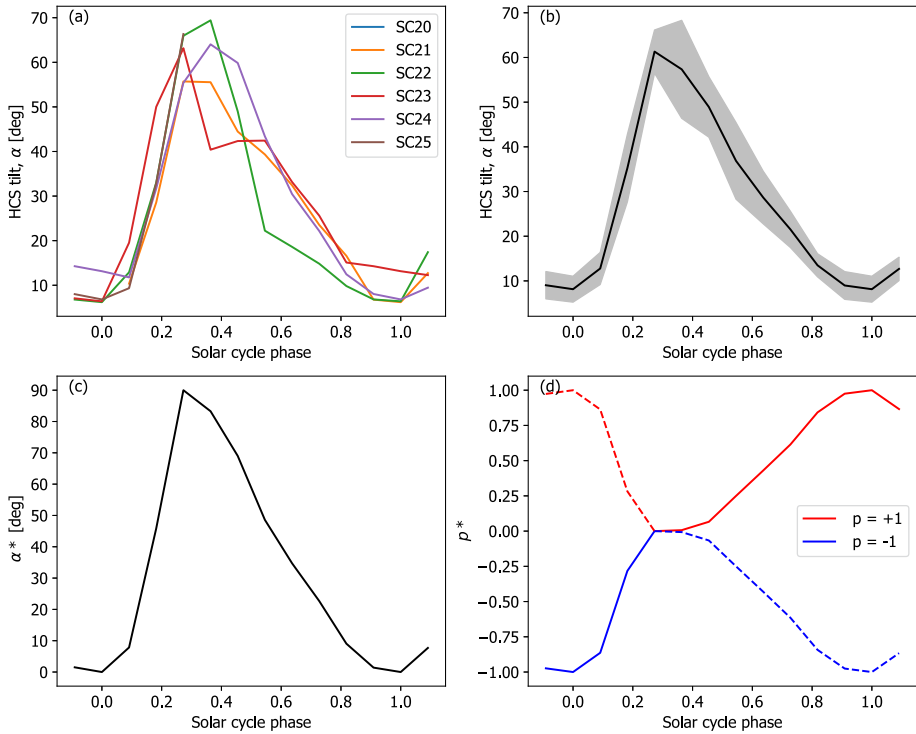 (a)
70
60
50
40
30
20
10
HCS tilt, α [deg]
SC20
SC21
SC22
SC23
SC24
SC25
0.0 0.2 0.4 0.6 0.8 1.0
Solar cycle phase
(b)
70
60
50
40
30
20
10
HCS tilt, α [deg]
0.0 0.2 0.4 0.6 0.8 1.0
Solar cycle phase
(c)
90
80
70
60
50
40
30
20
10
0
α* [deg]
0.0 0.2 0.4 0.6 0.8 1.0
Solar cycle phase
(d)
1.00
0.75
0.50
0.25
0.00
−0.25
−0.50
−0.75
−1.00
p*
p = +1
p = -1
0.0 0.2 0.4 0.6 0.8 1.0
Solar cycle phase